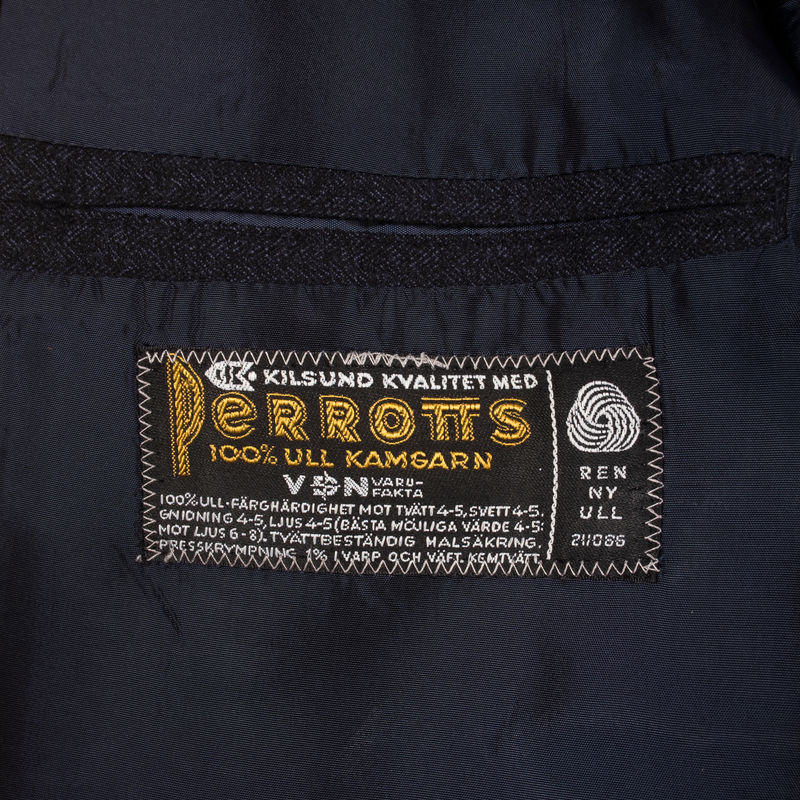 KILSUND KVALITET MED
PERROTTS
100% ULL KAMGARN
VDN VARU-
FAKTA
100% ULL·FÄRGHÄRDIGHET MOT TVÄTT 4-5, SVETT 4-5,
GNIDNING 4-5, LJUS 4-5 (BÄSTA MÖJLIGA VÄRDE 4-5:
MOT LJUS 6-8). TVÄTTBESTÄNDIG MALSÄKRING.
PRESSKRYMPNING 1% I VARP OCH VÄFT. KEMTVÄTT.
REN
NY
ULL
211086